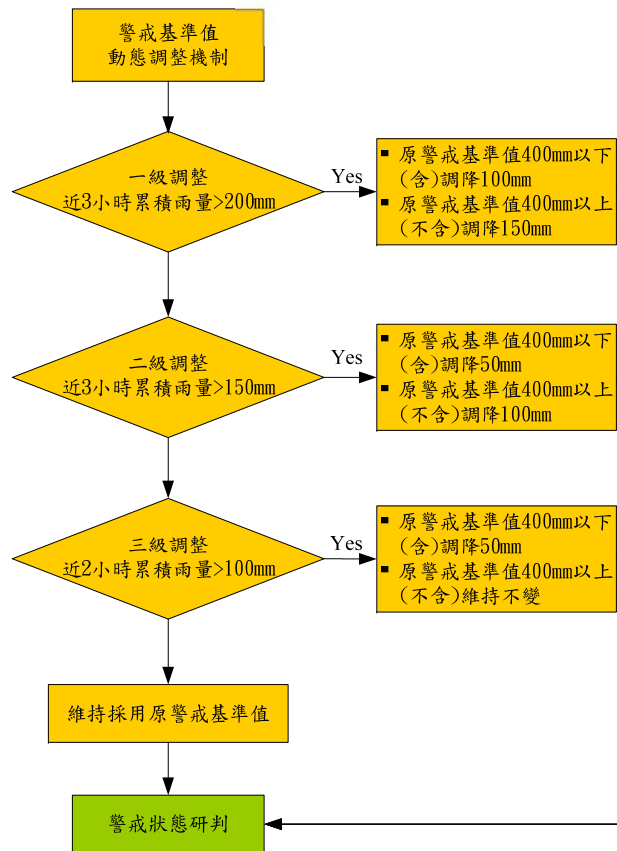 警戒基準值
動態調整機制
一級調整
近3小時累積雨量>200mm
Yes
▪ 原警戒基準值400mm以下
(含)調降100mm
▪ 原警戒基準值400mm以上
(不含)調降150mm
二級調整
近3小時累積雨量>150mm
Yes
▪ 原警戒基準值400mm以下
(含)調降50mm
▪ 原警戒基準值400mm以上
(不含)調降100mm
三級調整
近2小時累積雨量>100mm
Yes
▪ 原警戒基準值400mm以下
(含)調降50mm
▪ 原警戒基準值400mm以上
(不含)維持不變
維持採用原警戒基準值
警戒狀態研判